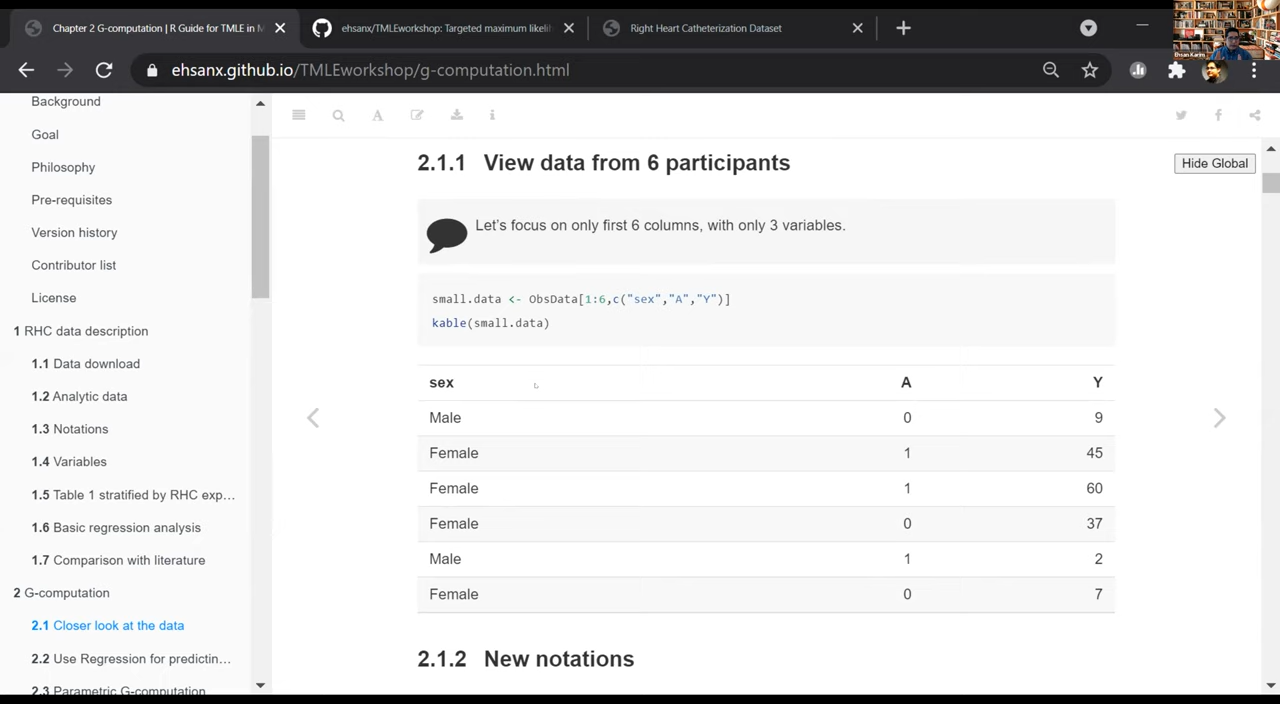 Chapter 2 G-computation | R Guide for TMLE in M
ehsanx/TMLEworkshop: Targeted maximum likeli
Right Heart Catheterization Dataset
Ehsan Karim
ehsanx.github.io/TMLEworkshop/g-computation.html
Background
Goal
Philosophy
Pre-requisites
Version history
Contributor list
License
1 RHC data description
1.1 Data download
1.2 Analytic data
1.3 Notations
1.4 Variables
1.5 Table 1 stratified by RHC exp…
1.6 Basic regression analysis
1.7 Comparison with literature
2 G-computation
2.1 Closer look at the data
2.2 Use Regression for predictin…
2.3 Parametric G-computation
Hide Global
2.1.1 View data from 6 participants
Let's focus on only first 6 columns, with only 3 variables.
small.data <- ObsData[1:6,c("sex","A","Y")]
kable(small.data)
sex A Y
Male 0 9
Female 1 45
Female 1 60
Female 0 37
Male 1 2
Female 0 7
2.1.2 New notations